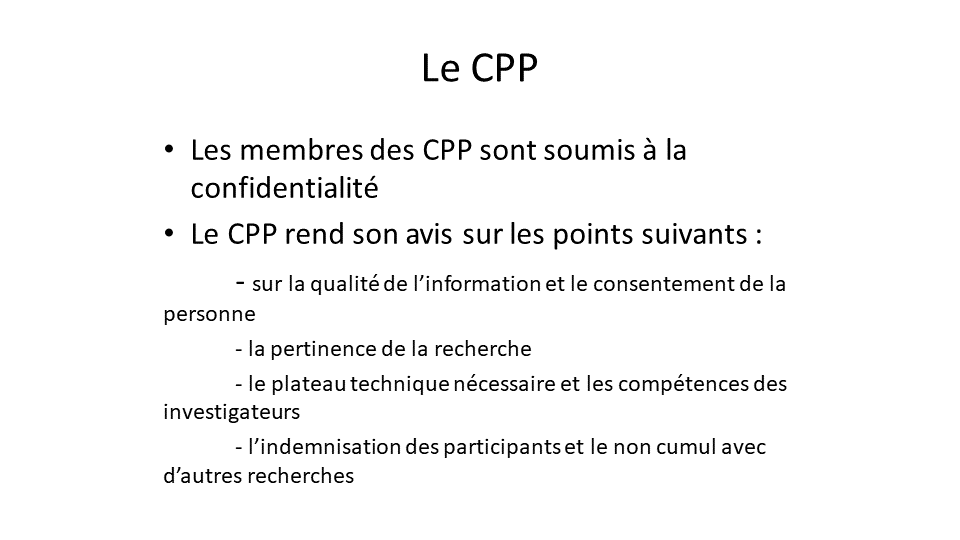 Le CPP
• Les membres des CPP sont soumis à la
confidentialité
• Le CPP rend son avis sur les points suivants :
- sur la qualité de l’information et le consentement de la
personne
- la pertinence de la recherche
- le plateau technique nécessaire et les compétences des
investigateurs
- l’indemnisation des participants et le non cumul avec
d’autres recherches